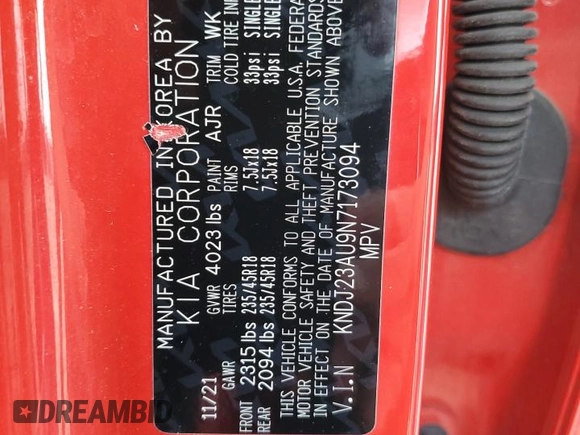 MANUFACTURED IN KOREA BY
KIA CORPORATION
11/21 GVWR 4023 lbs PAINT AJR TRIM WK
GAWR TIRES RIMS COLD TIRE
FRONT 2315 lbs 235/45R18 7.5Jx18 33psi SINGLE
REAR 2094 lbs 235/45R18 7.5Jx18 33psi SINGLE
THIS VEHICLE CONFORMS TO ALL APPLICABLE U.S.A. FEDERA
MOTOR VEHICLE SAFETY AND THEFT PREVENTION STANDARDS
IN EFFECT ON THE DATE OF MANUFACTURE SHOWN ABOVE
V.I.N KNDJ23AU9N7173094
MPV
DREAMBID